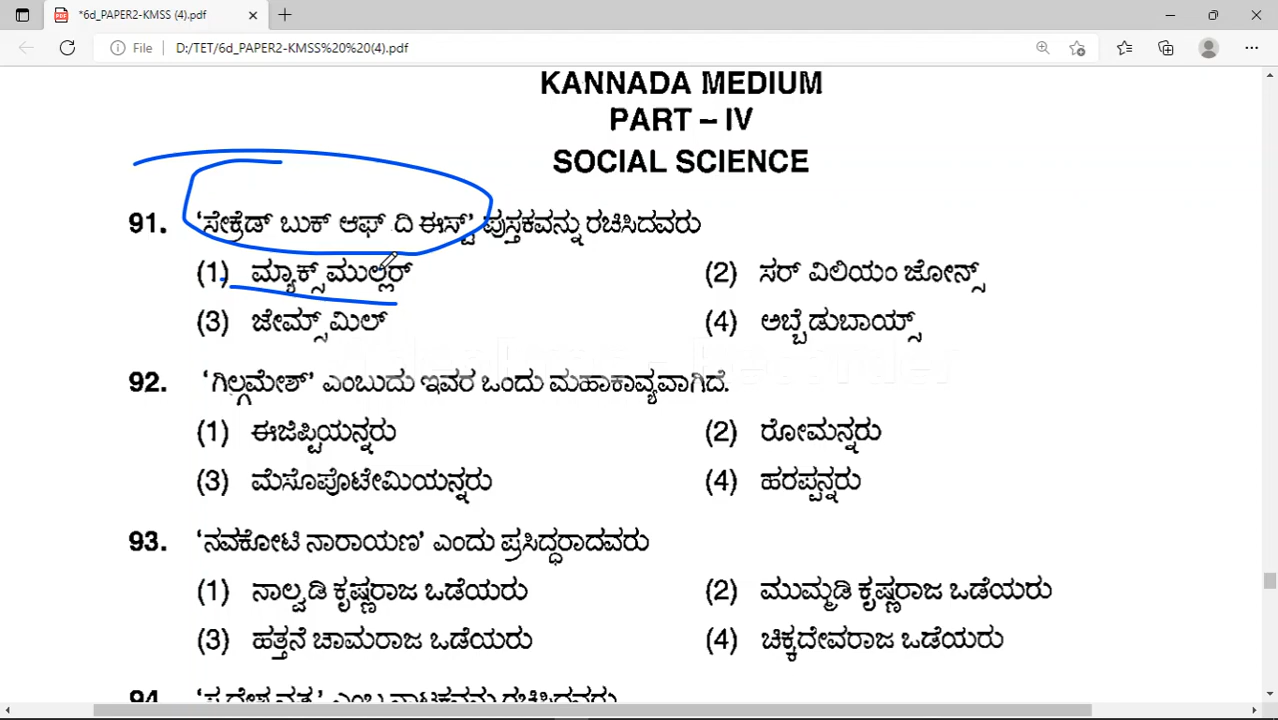 *6d_PAPER2-KMSS (4).pdf
File D:/TET/6d_PAPER2-KMSS%20%20(4).pdf
KANNADA MEDIUM
PART – IV
SOCIAL SCIENCE
91. 'ಸೇಕ್ರೆಡ್ ಬುಕ್ ಆಫ್ ದಿ ಈಸ್ಟ್' ಪುಸ್ತಕವನ್ನು ರಚಿಸಿದವರು
(1) ಮ್ಯಾಕ್ಸ್ ಮುಲ್ಲರ್ (2) ಸರ್ ವಿಲಿಯಂ ಜೋನ್ಸ್
(3) ಜೇಮ್ಸ್ ಮಿಲ್ (4) ಅಬ್ಬೆ ಡುಬಾಯ್ಸ್
92. 'ಗಿಲ್ಗಮೇಶ್' ಎಂಬುದು ಇವರ ಒಂದು ಮಹಾಕಾವ್ಯವಾಗಿದೆ.
(1) ಈಜಿಪ್ಟಿಯನ್ನರು (2) ರೋಮನ್ನರು
(3) ಮೆಸೊಪೊಟೇಮಿಯನ್ನರು (4) ಹರಪ್ಪನ್ನರು
93. 'ನವಕೋಟಿ ನಾರಾಯಣ' ಎಂದು ಪ್ರಸಿದ್ಧರಾದವರು
(1) ನಾಲ್ವಡಿ ಕೃಷ್ಣರಾಜ ಒಡೆಯರು (2) ಮುಮ್ಮಡಿ ಕೃಷ್ಣರಾಜ ಒಡೆಯರು
(3) ಹತ್ತನೆ ಚಾಮರಾಜ ಒಡೆಯರು (4) ಚಿಕ್ಕದೇವರಾಜ ಒಡೆಯರು